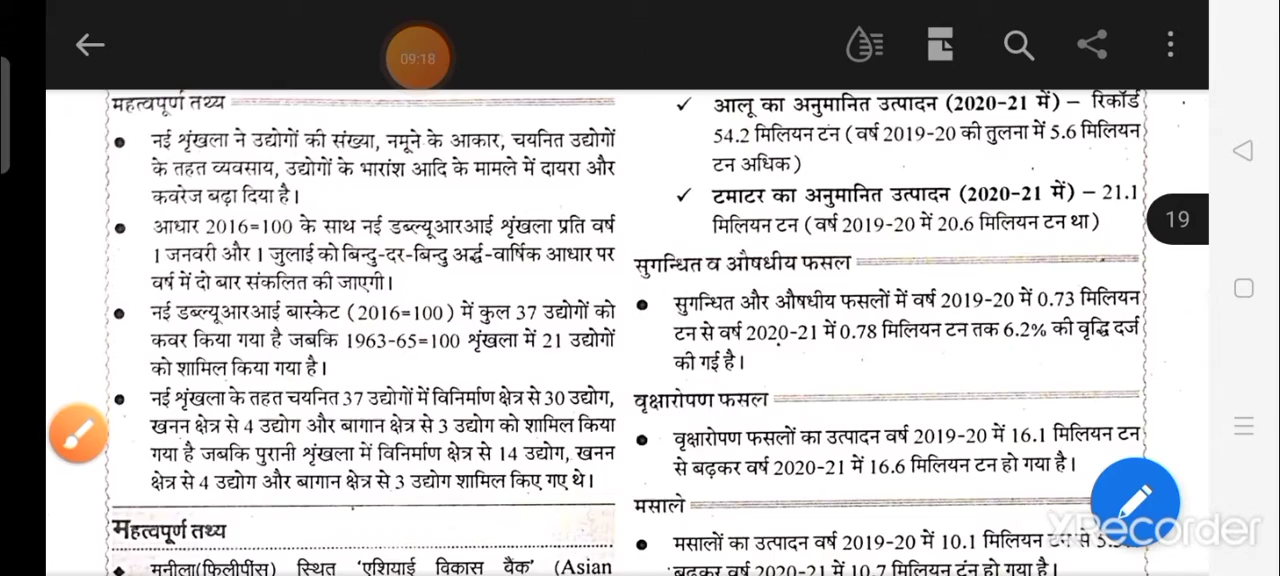 09:18
महत्वपूर्ण तथ्य
नई श्रृंखला ने उद्योगों की संख्या, नमूने के आकार, चयनित उद्योगों
के तहत व्यवसाय, उद्योगों के भारांश आदि के मामले में दायरा और
कवरेज बढ़ा दिया है।
आधार 2016=100 के साथ नई डब्ल्यूआरआई श्रृंखला प्रति वर्ष
1 जनवरी और 1 जुलाई को बिन्दु-दर-बिन्दु अर्द्ध-वार्षिक आधार पर
वर्ष में दो बार संकलित की जाएगी।
नई डब्ल्यूआरआई बास्केट (2016=100) में कुल 37 उद्योगों को
कवर किया गया है जबकि 1963-65=100 श्रृंखला में 21 उद्योगों
को शामिल किया गया है।
नई श्रृंखला के तहत चयनित 37 उद्योगों में विनिर्माण क्षेत्र से 30 उद्योग,
खनन क्षेत्र से 4 उद्योग और बागान क्षेत्र से 3 उद्योग को शामिल किया
गया है जबकि पुरानी श्रृंखला में विनिर्माण क्षेत्र से 14 उद्योग, खनन
क्षेत्र से 4 उद्योग और बागान क्षेत्र से 3 उद्योग शामिल किए गए थे।
महत्वपूर्ण तथ्य
मनीला(फिलीपींस) स्थित 'एशियाई विकास बैंक' (Asian
✓ आलू का अनुमानित उत्पादन (2020-21 में) – रिकॉर्ड
54.2 मिलियन टन (वर्ष 2019-20 की तुलना में 5.6 मिलियन
टन अधिक)
✓ टमाटर का अनुमानित उत्पादन (2020-21 में) – 21.1
मिलियन टन (वर्ष 2019-20 में 20.6 मिलियन टन था)
सुगन्धित व औषधीय फसल
सुगन्धित और औषधीय फसलों में वर्ष 2019-20 में 0.73 मिलियन
टन से वर्ष 2020-21 में 0.78 मिलियन टन तक 6.2% की वृद्धि दर्ज
की गई है।
वृक्षारोपण फसल
वृक्षारोपण फसलों का उत्पादन वर्ष 2019-20 में 16.1 मिलियन टन
से बढ़कर वर्ष 2020-21 में 16.6 मिलियन टन हो गया है।
मसाले
मसालों का उत्पादन वर्ष 2019-20 में 10.1 मिलियन टन से
बढ़कर वर्ष 2020-21 में 10.7 मिलियन टन हो गया है।
19
XRecorder